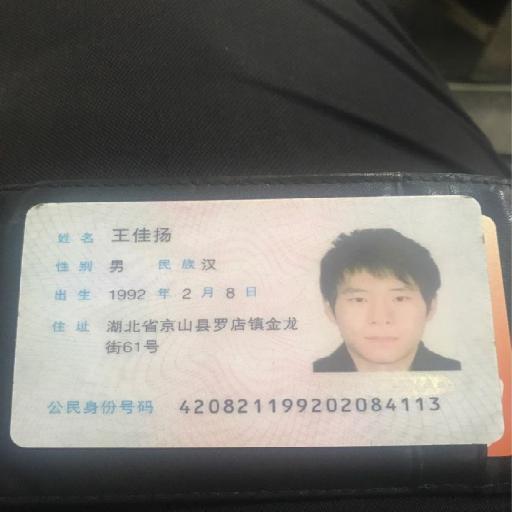 姓名 王佳扬
性别 男 民族 汉
出生 1992 年 2 月 8 日
住址 湖北省京山县罗店镇金龙
街61号
公民身份号码 420821199202084113